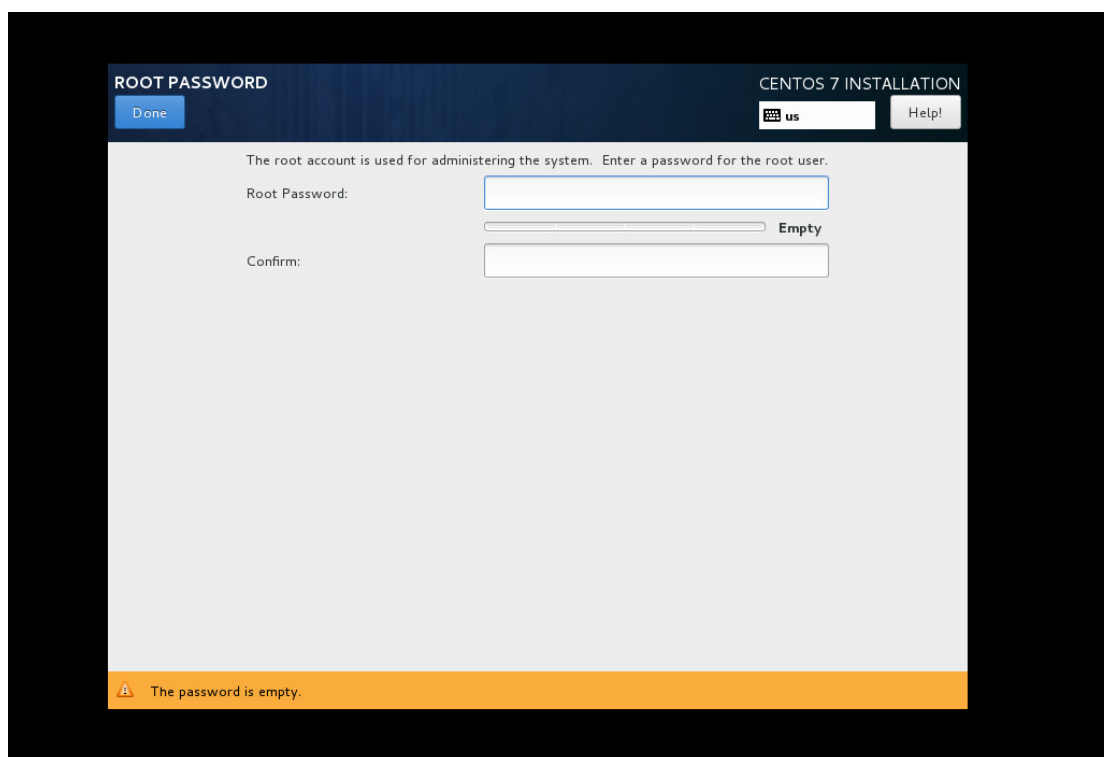 ROOT PASSWORD
CENTOS 7 INSTALLATION
Done
us
Help!
The root account is used for administering the system. Enter a password for the root user.
Root Password:
Empty
Confirm:
The password is empty.